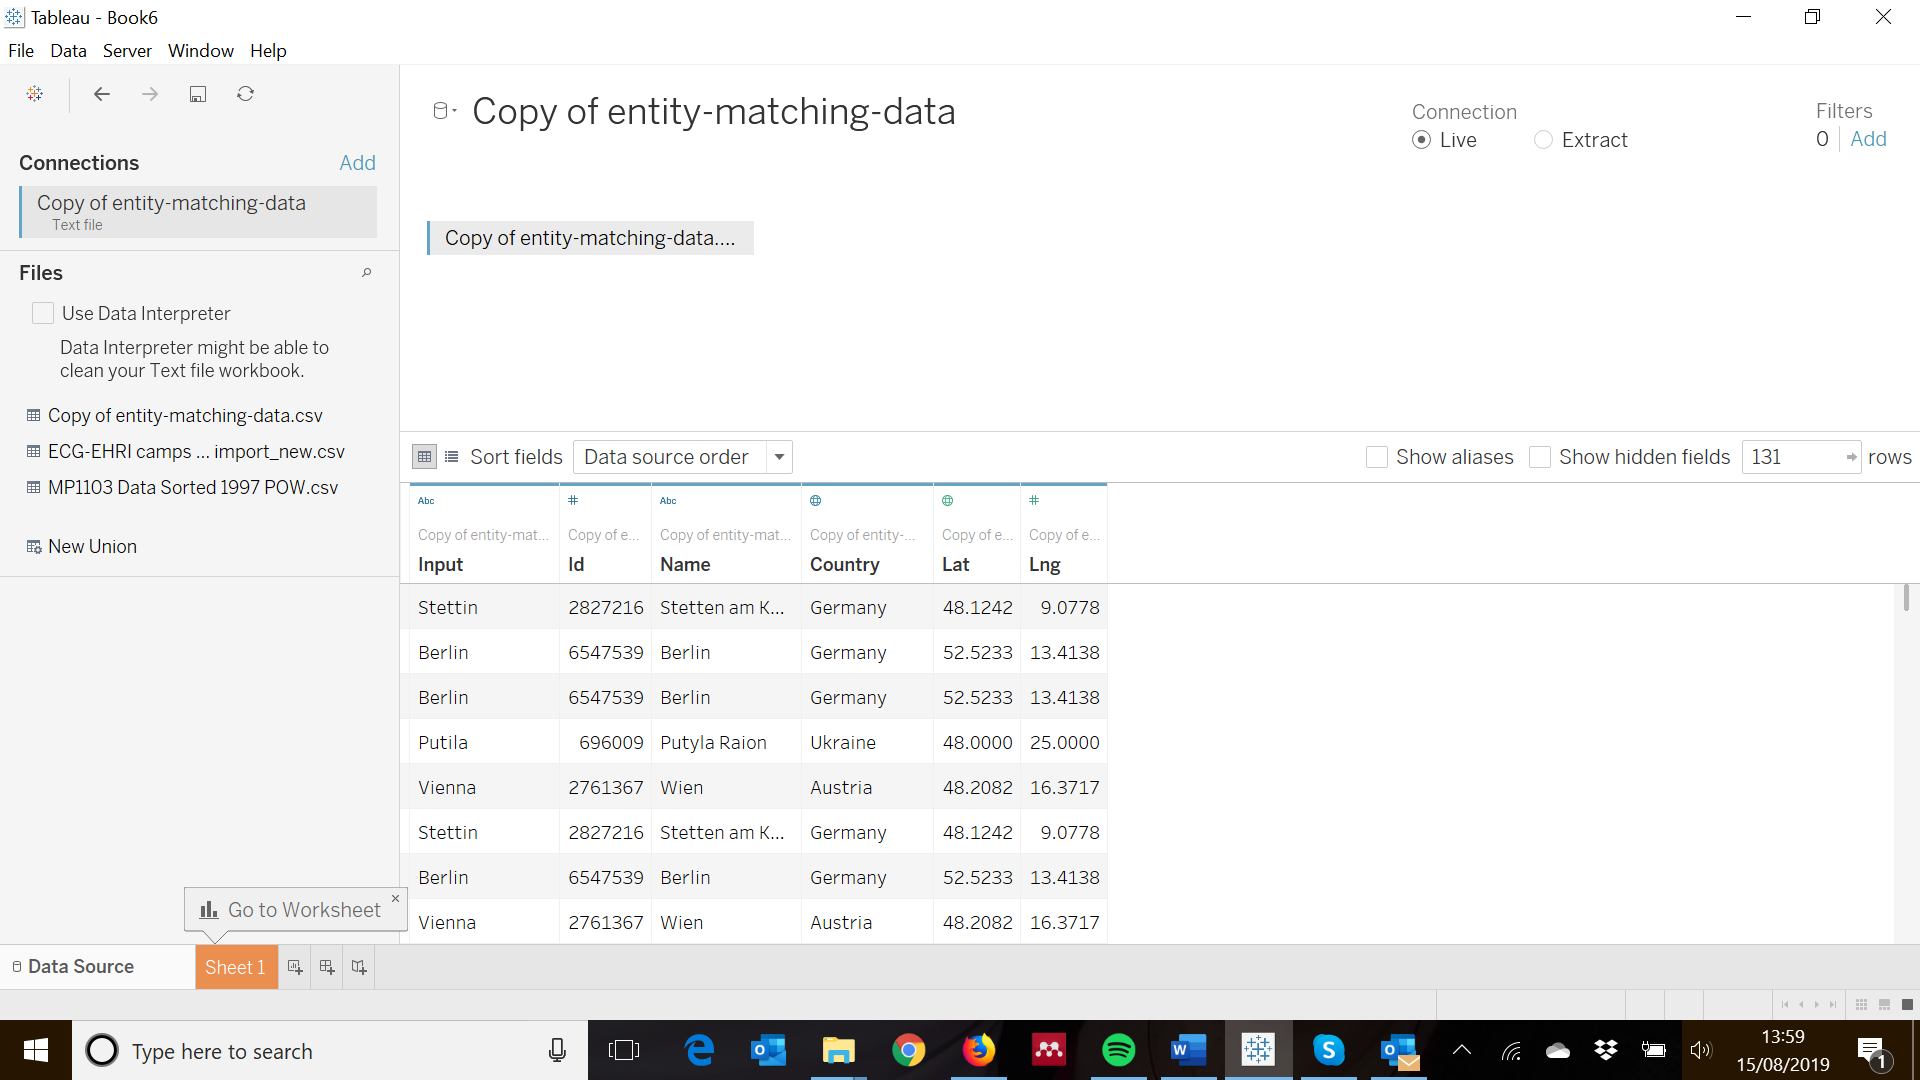 Tableau - Book6
File Data Server Window Help
Connections Add
Copy of entity-matching-data
Text file
Files
Use Data Interpreter
Data Interpreter might be able to
clean your Text file workbook.
Copy of entity-matching-data.csv
ECG-EHRI camps ... import_new.csv
MP1103 Data Sorted 1997 POW.csv
New Union
Copy of entity-matching-data
Connection
Live Extract
Filters
0 Add
Copy of entity-matching-data....
Sort fields Data source order Show aliases Show hidden fields 131 rows
Abc # Abc #
Copy of entity-mat... Copy of e... Copy of entity-mat... Copy of entity-... Copy of e... Copy of e...
Input Id Name Country Lat Lng
Stettin 2827216 Stetten am K... Germany 48.1242 9.0778
Berlin 6547539 Berlin Germany 52.5233 13.4138
Berlin 6547539 Berlin Germany 52.5233 13.4138
Putila 696009 Putyla Raion Ukraine 48.0000 25.0000
Vienna 2761367 Wien Austria 48.2082 16.3717
Stettin 2827216 Stetten am K... Germany 48.1242 9.0778
Berlin 6547539 Berlin Germany 52.5233 13.4138
Vienna 2761367 Wien Austria 48.2082 16.3717
Go to Worksheet
Data Source Sheet 1
Type here to search
13:59
15/08/2019
1